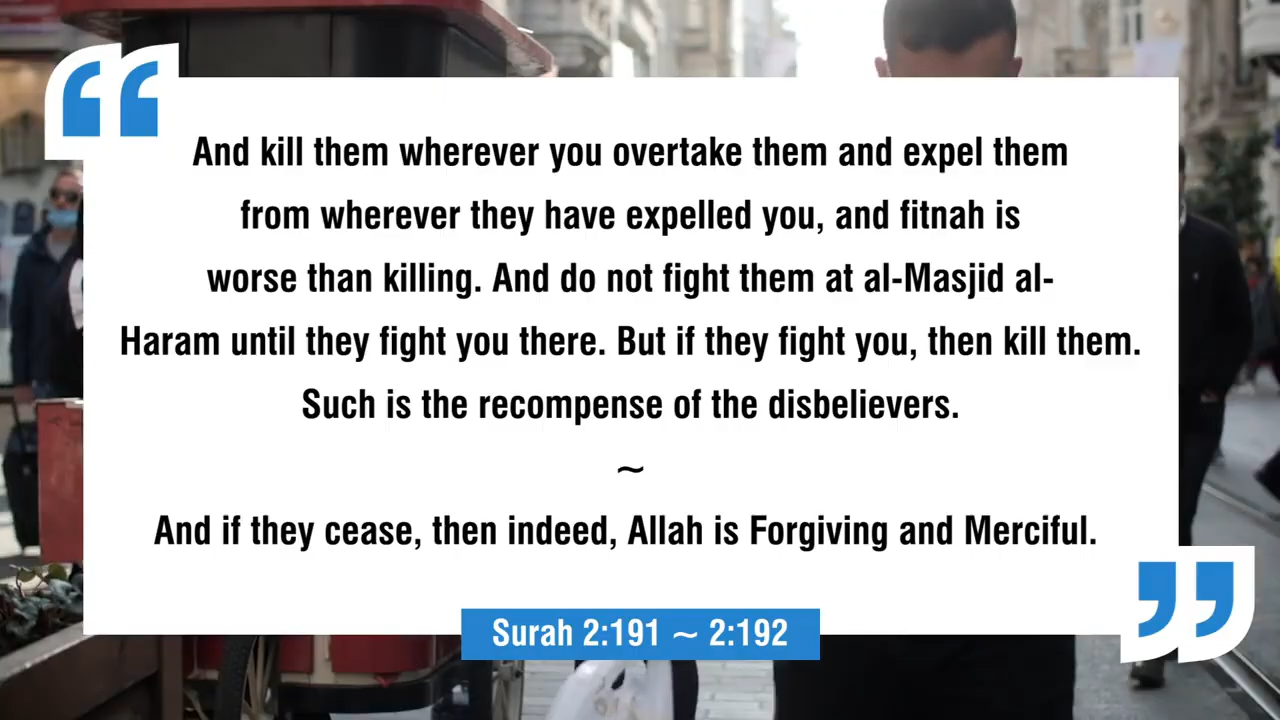 And kill them wherever you overtake them and expel them
from wherever they have expelled you, and fitnah is
worse than killing. And do not fight them at al-Masjid al-
Haram until they fight you there. But if they fight you, then kill them.
Such is the recompense of the disbelievers.
~
And if they cease, then indeed, Allah is Forgiving and Merciful.
Surah 2:191 ~ 2:192